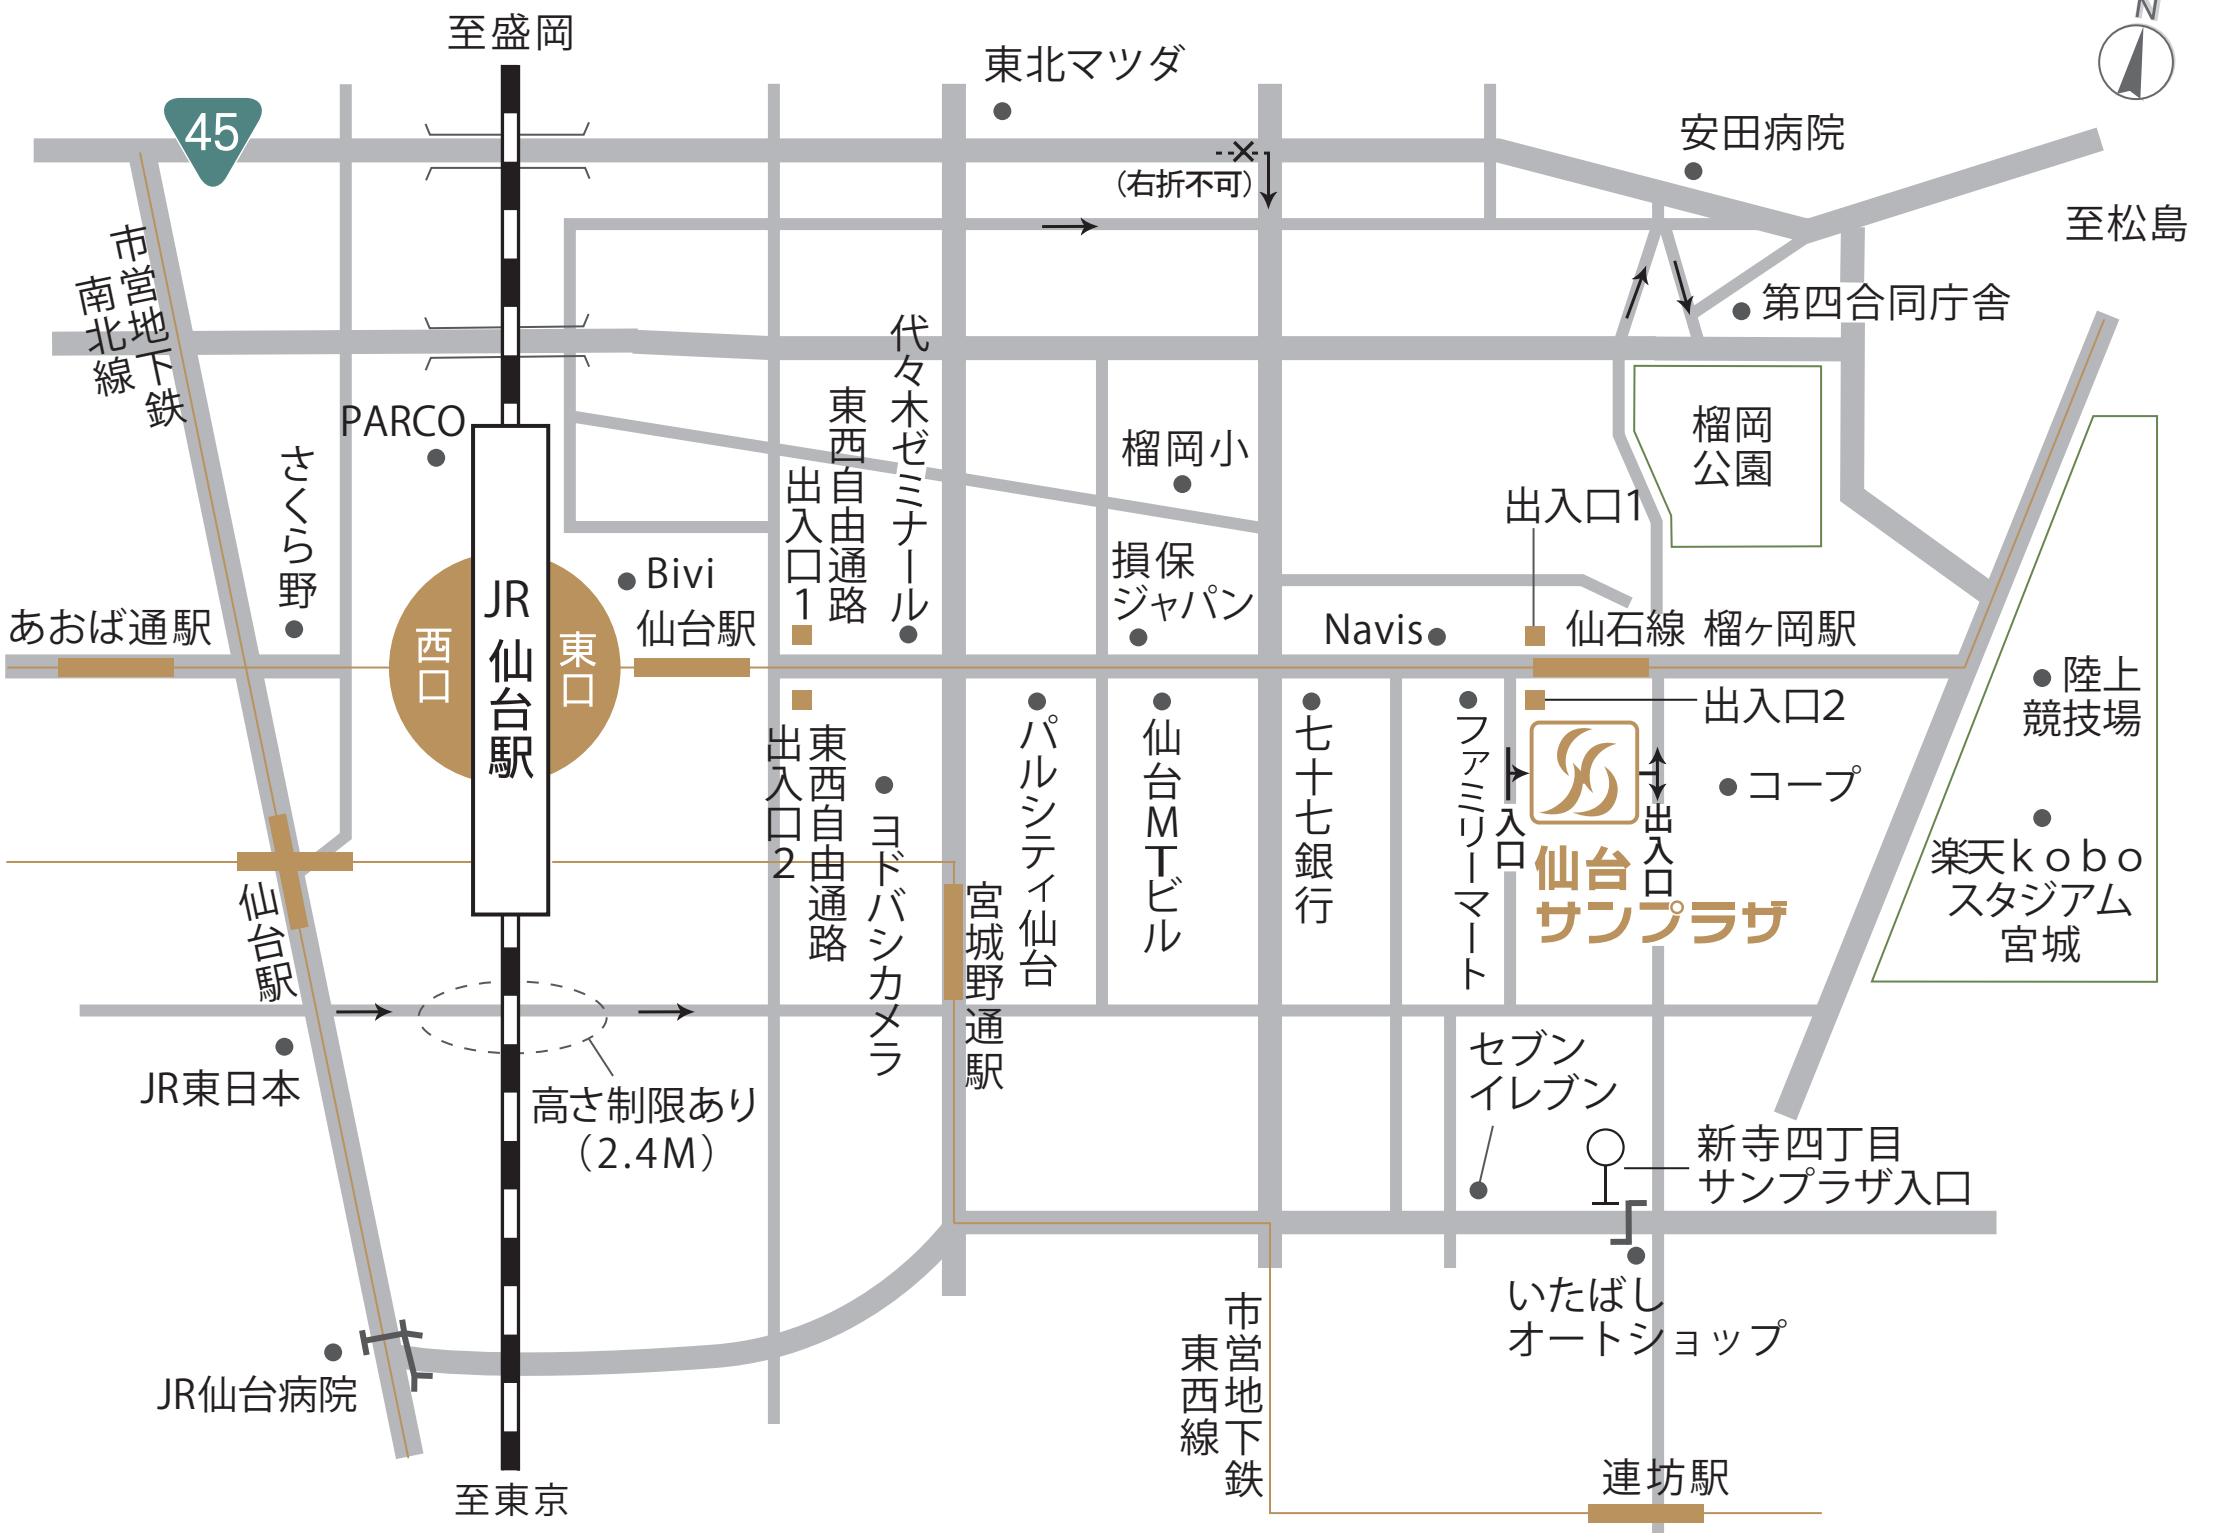 至盛岡
N
東北マツダ
45
安田病院
(右折不可)
至松島
市営地下鉄
南北線
第四合同庁舎
代々木ゼミナール
PARCO
東西自由通路
出入口1
榴岡小
榴岡
公園
さくら野
出入口1
損保
ジャパン
Bivi
JR
仙台駅
西口
東口
仙台駅
あおば通駅
Navis
仙石線 榴ヶ岡駅
陸上
競技場
出入口2
東西自由通路
出入口2
ヨドバシカメラ
パルシティ仙台
仙台MTビル
七十七銀行
ファミリーマート
入口
出入口
コープ
仙台
サンプラザ
楽天kobo
スタジアム
宮城
仙台駅
宮城野通駅
JR東日本
高さ制限あり
(2.4M)
セブン
イレブン
新寺四丁目
サンプラザ入口
いたばし
オートショップ
市営地下鉄
東西線
JR仙台病院
至東京
連坊駅